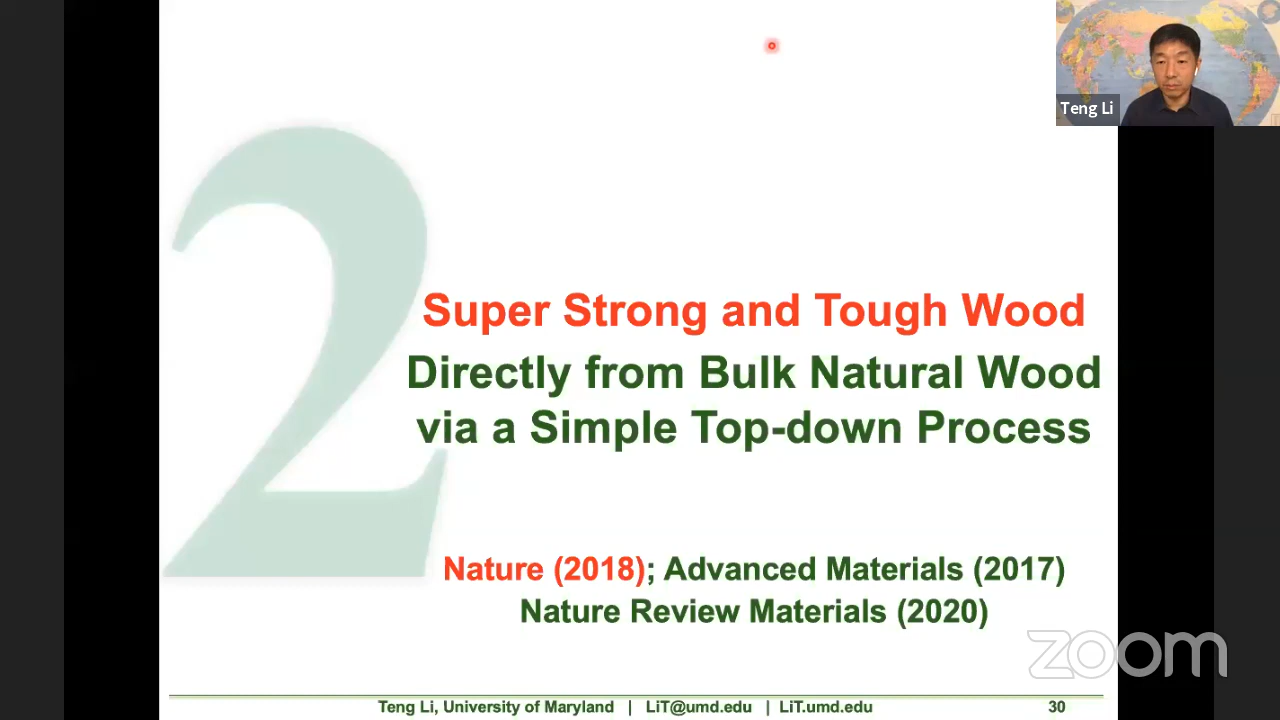 Teng Li
2
Super Strong and Tough Wood
Directly from Bulk Natural Wood
via a Simple Top-down Process
Nature (2018); Advanced Materials (2017)
Nature Review Materials (2020)
zoom
Teng Li, University of Maryland | LiT@umd.edu | LiT.umd.edu 30